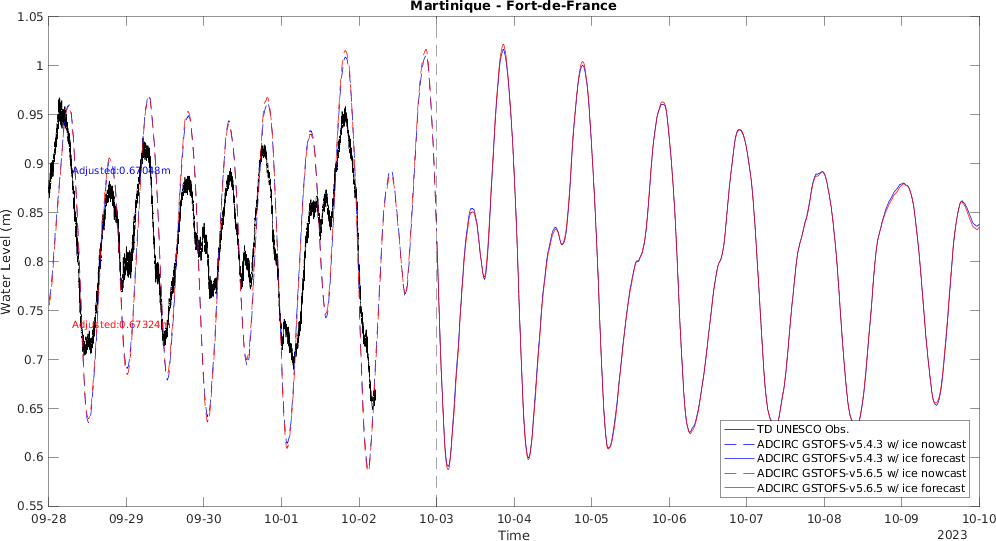 Martinique - Fort-de-France
1.05
1
0.95
0.9
0.85
0.8
0.75
0.7
0.65
0.6
0.55
Water Level (m)
Adjusted:0.67048m
Adjusted:0.67324m
TD UNESCO Obs.
ADCIRC GSTOFS-v5.4.3 w/ ice nowcast
ADCIRC GSTOFS-v5.4.3 w/ ice forecast
ADCIRC GSTOFS-v5.6.5 w/ ice nowcast
ADCIRC GSTOFS-v5.6.5 w/ ice forecast
09-28 09-29 09-30 10-01 10-02 10-03 10-04 10-05 10-06 10-07 10-08 10-09 10-10
Time
2023